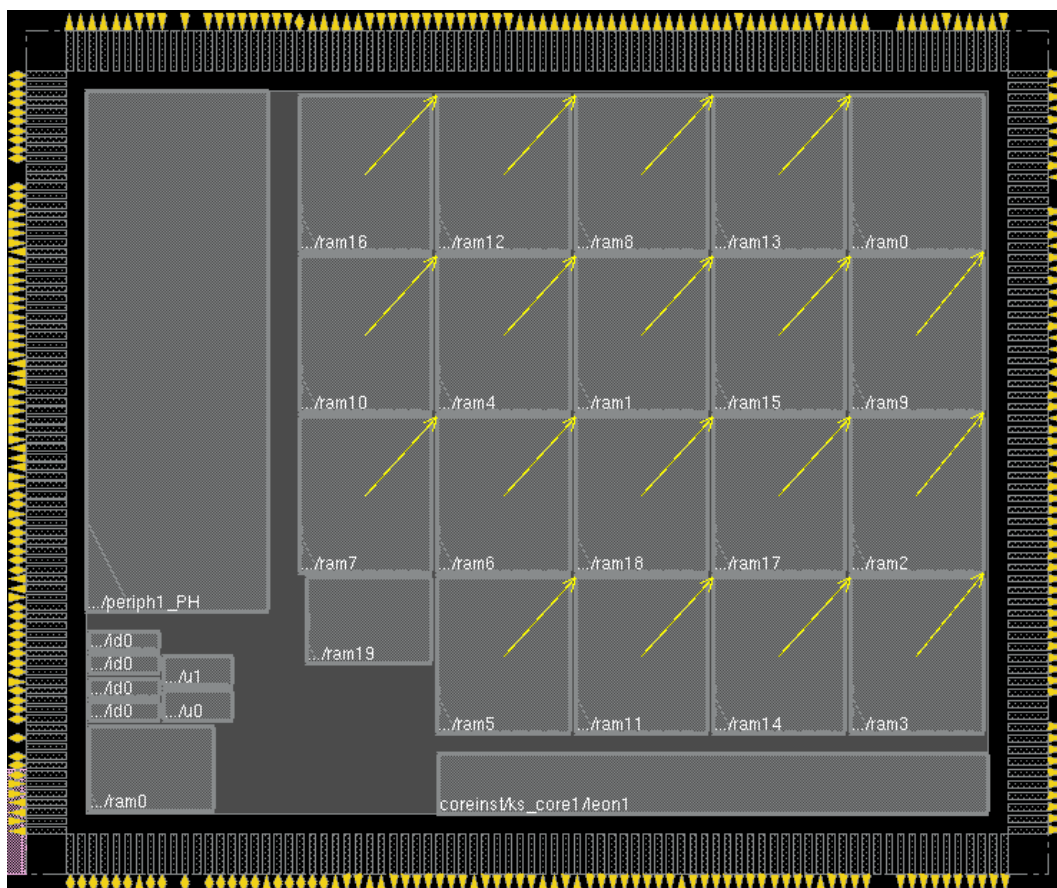 .../ram16
.../ram12
.../ram8
.../ram13
.../ram0
.../ram10
.../ram4
.../ram1
.../ram15
.../ram9
.../ram7
.../ram6
.../ram18
.../ram17
.../ram2
.../periph1_PH
.../id0
.../id0
.../id0
.../id0
.../u1
.../u0
.../ram19
.../ram5
.../ram11
.../ram14
.../ram3
.../ram0
coreinst/ks_core1/leon1